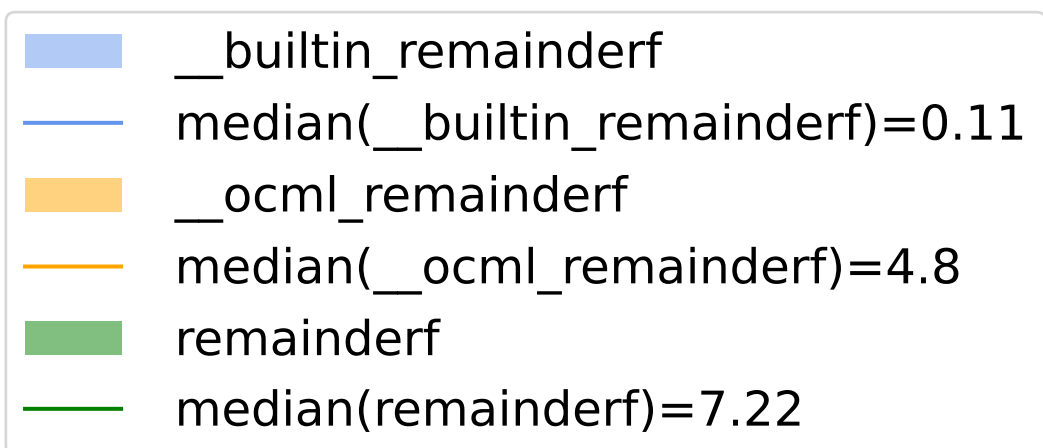 __builtin_remainderf
median(__builtin_remainderf)=0.11
__ocml_remainderf
median(__ocml_remainderf)=4.8
remainderf
median(remainderf)=7.22